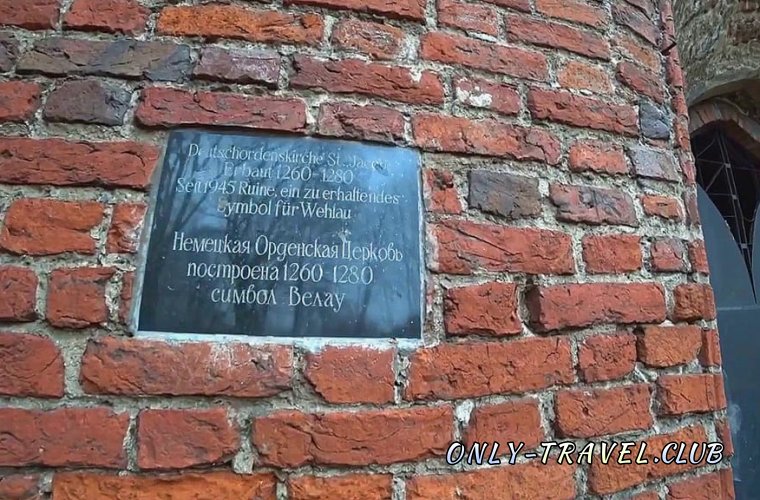 Deutschordenskirche St. Jacobi
Erbaut 1260-1280
Seit 1945 Ruine, ein zu erhaltendes
Symbol für Wehlau
Немецкая Орденская Церковь
построена 1260-1280
символ Велау
ONLY-TRAVEL.CLUB